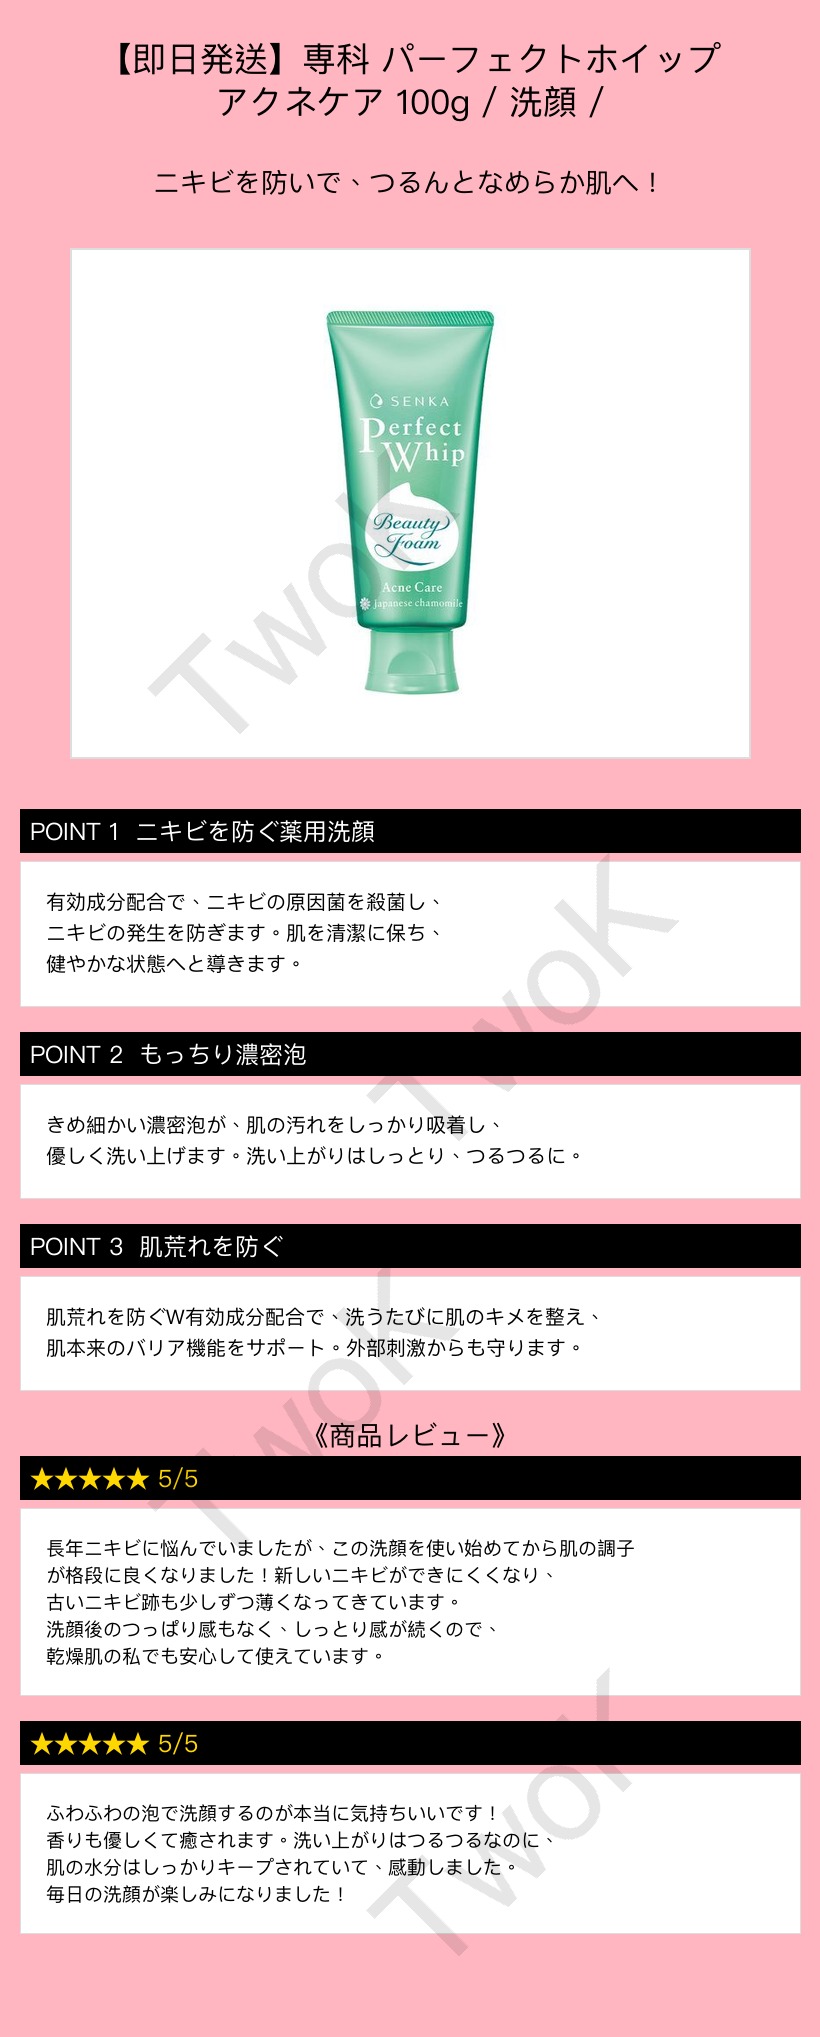 【即日発送】専科 パーフェクトホイップ
アクネケア 100g / 洗顔 /
ニキビを防いで、つるんとなめらか肌へ！
SENKA
Perfect
Whip
Beauty
Foam
Acne Care
Japanese chamomile
TwoK
POINT 1 ニキビを防ぐ薬用洗顔
有効成分配合で、ニキビの原因菌を殺菌し、
ニキビの発生を防ぎます。肌を清潔に保ち、
健やかな状態へと導きます。
TwoK
POINT 2 もっちり濃密泡
きめ細かい濃密泡が、肌の汚れをしっかり吸着し、
優しく洗い上げます。洗い上がりはしっとり、つるつるに。
POINT 3 肌荒れを防ぐ
肌荒れを防ぐW有効成分配合で、洗うたびに肌のキメを整え、
肌本来のバリア機能をサポート。外部刺激からも守ります。
TwoK
《商品レビュー》
★★★★★ 5/5
長年ニキビに悩んでいましたが、この洗顔を使い始めてから肌の調子
が格段に良くなりました！新しいニキビができにくくなり、
古いニキビ跡も少しずつ薄くなってきています。
洗顔後のつっぱり感もなく、しっとり感が続くので、
乾燥肌の私でも安心して使えています。
★★★★★ 5/5
ふわふわの泡で洗顔するのが本当に気持ちいいです！
香りも優しくて癒されます。洗い上がりはつるつるなのに、
肌の水分はしっかりキープされていて、感動しました。
毎日の洗顔が楽しみになりました！
TwoK